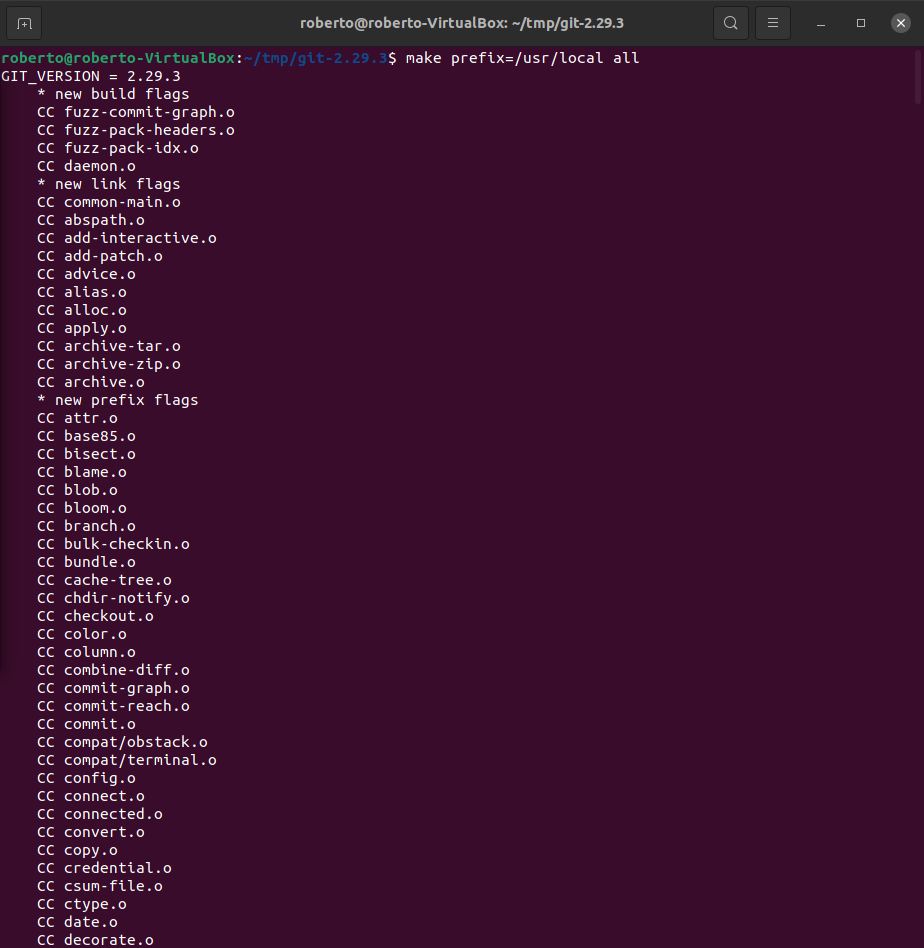 roberto@roberto-VirtualBox: ~/tmp/git-2.29.3
roberto@roberto-VirtualBox:~/tmp/git-2.29.3$ make prefix=/usr/local all
GIT_VERSION = 2.29.3
    * new build flags
    CC fuzz-commit-graph.o
    CC fuzz-pack-headers.o
    CC fuzz-pack-idx.o
    CC daemon.o
    * new link flags
    CC common-main.o
    CC abspath.o
    CC add-interactive.o
    CC add-patch.o
    CC advice.o
    CC alias.o
    CC alloc.o
    CC apply.o
    CC archive-tar.o
    CC archive-zip.o
    CC archive.o
    * new prefix flags
    CC attr.o
    CC base85.o
    CC bisect.o
    CC blame.o
    CC blob.o
    CC bloom.o
    CC branch.o
    CC bulk-checkin.o
    CC bundle.o
    CC cache-tree.o
    CC chdir-notify.o
    CC checkout.o
    CC color.o
    CC column.o
    CC combine-diff.o
    CC commit-graph.o
    CC commit-reach.o
    CC commit.o
    CC compat/obstack.o
    CC compat/terminal.o
    CC config.o
    CC connect.o
    CC connected.o
    CC convert.o
    CC copy.o
    CC credential.o
    CC csum-file.o
    CC ctype.o
    CC date.o
    CC decorate.o